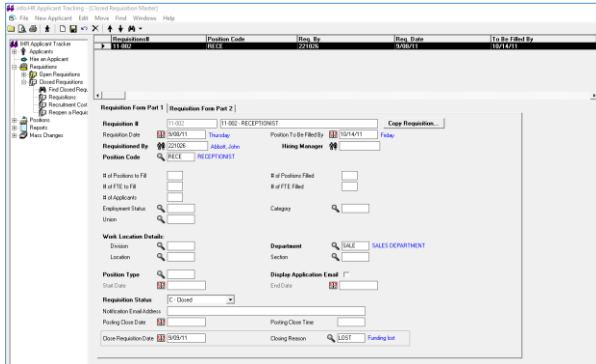 info:HR Applicant Tracking - [Closed Requisition Master]
File New Applicant Edit Move Find Windows Help
IHR Applicant Tracker
Applicants
Hire an Applicant
Requisitions
Open Requisitions
Closed Requisitions
Find Closed Requ
Requisitions
Recruitment Cost
Reopen a Requis
Positions
Reports
Mass Changes
Requisitions# Position Code Req. By Req. Date To Be Filled By
11-002 RECE 221026 9/08/11 10/14/11
Requisition Form Part 1 Requisition Form Part 2
Requisition # 11-002 11-002 - RECEPTIONIST Copy Requisition...
Requisition Date 9/08/11 Thursday Position To Be Filled By 10/14/11 Friday
Requisitioned By 221026 Abbott, John Hiring Manager
Position Code RECE RECEPTIONIST
# of Positions to Fill # of Positions Filled
# of FTE to Fill # of FTE Filled
# of Applicants
Employment Status Category
Union
Work Location Details:
Division Department SALE SALES DEPARTMENT
Location Section
Position Type Display Application Email
Start Date End Date
Requisition Status C - Closed
Notification Email Address
Posting Close Date Posting Close Time
Close Requisition Date 9/09/11 Closing Reason LOST Funding lost